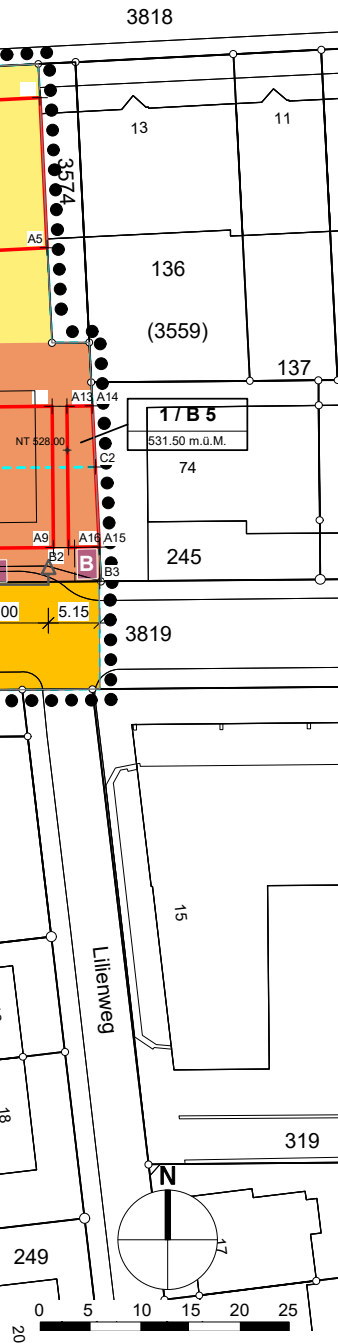 3818
13
11
3574
A5
136
(3559)
137
A13 A14
1 / B 5
531.50 m.ü.M.
NT 528.00
C2
74
A9
A16 A15
B2
B
B3
245
00
5.15
3819
15
Lilienweg
18
319
N
17
249
20
0 5 10 15 20 25